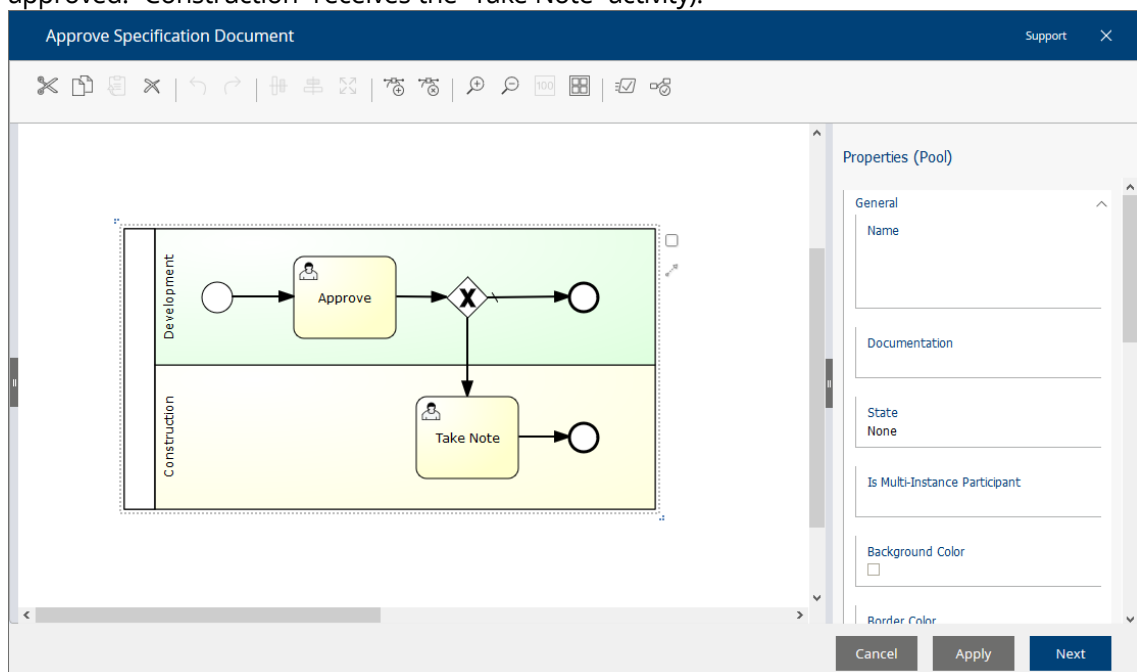 approved. "Construction" receives the "Take Note" activity).
Approve Specification Document
Support
100
Properties (Pool)
General
Name
Development
Approve
X
Documentation
State
None
Construction
Take Note
Is Multi-Instance Participant
Background Color
Border Color
Cancel
Apply
Next